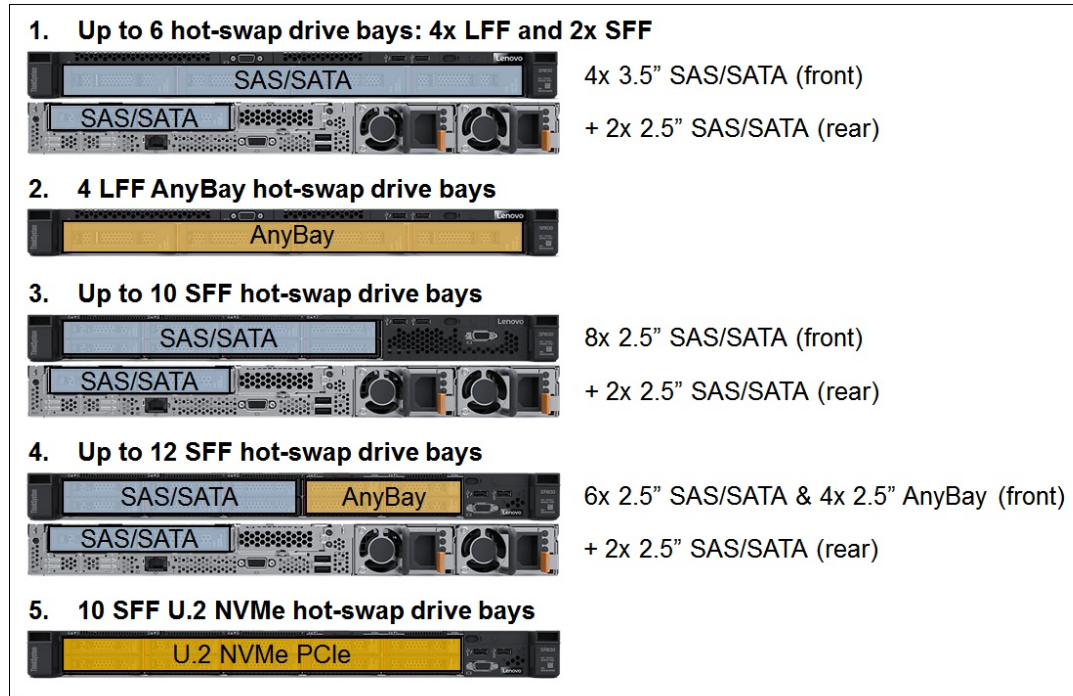 1. Up to 6 hot-swap drive bays: 4x LFF and 2x SFF
Lenovo
SAS/SATA
4x 3.5” SAS/SATA (front)
SAS/SATA
+ 2x 2.5” SAS/SATA (rear)
2. 4 LFF AnyBay hot-swap drive bays
Lenovo
AnyBay
3. Up to 10 SFF hot-swap drive bays
Lenovo
SAS/SATA
8x 2.5” SAS/SATA (front)
SAS/SATA
+ 2x 2.5” SAS/SATA (rear)
4. Up to 12 SFF hot-swap drive bays
SAS/SATA AnyBay
6x 2.5” SAS/SATA & 4x 2.5” AnyBay (front)
Lenovo
SAS/SATA
+ 2x 2.5” SAS/SATA (rear)
5. 10 SFF U.2 NVMe hot-swap drive bays
U.2 NVMe PCIe
Lenovo